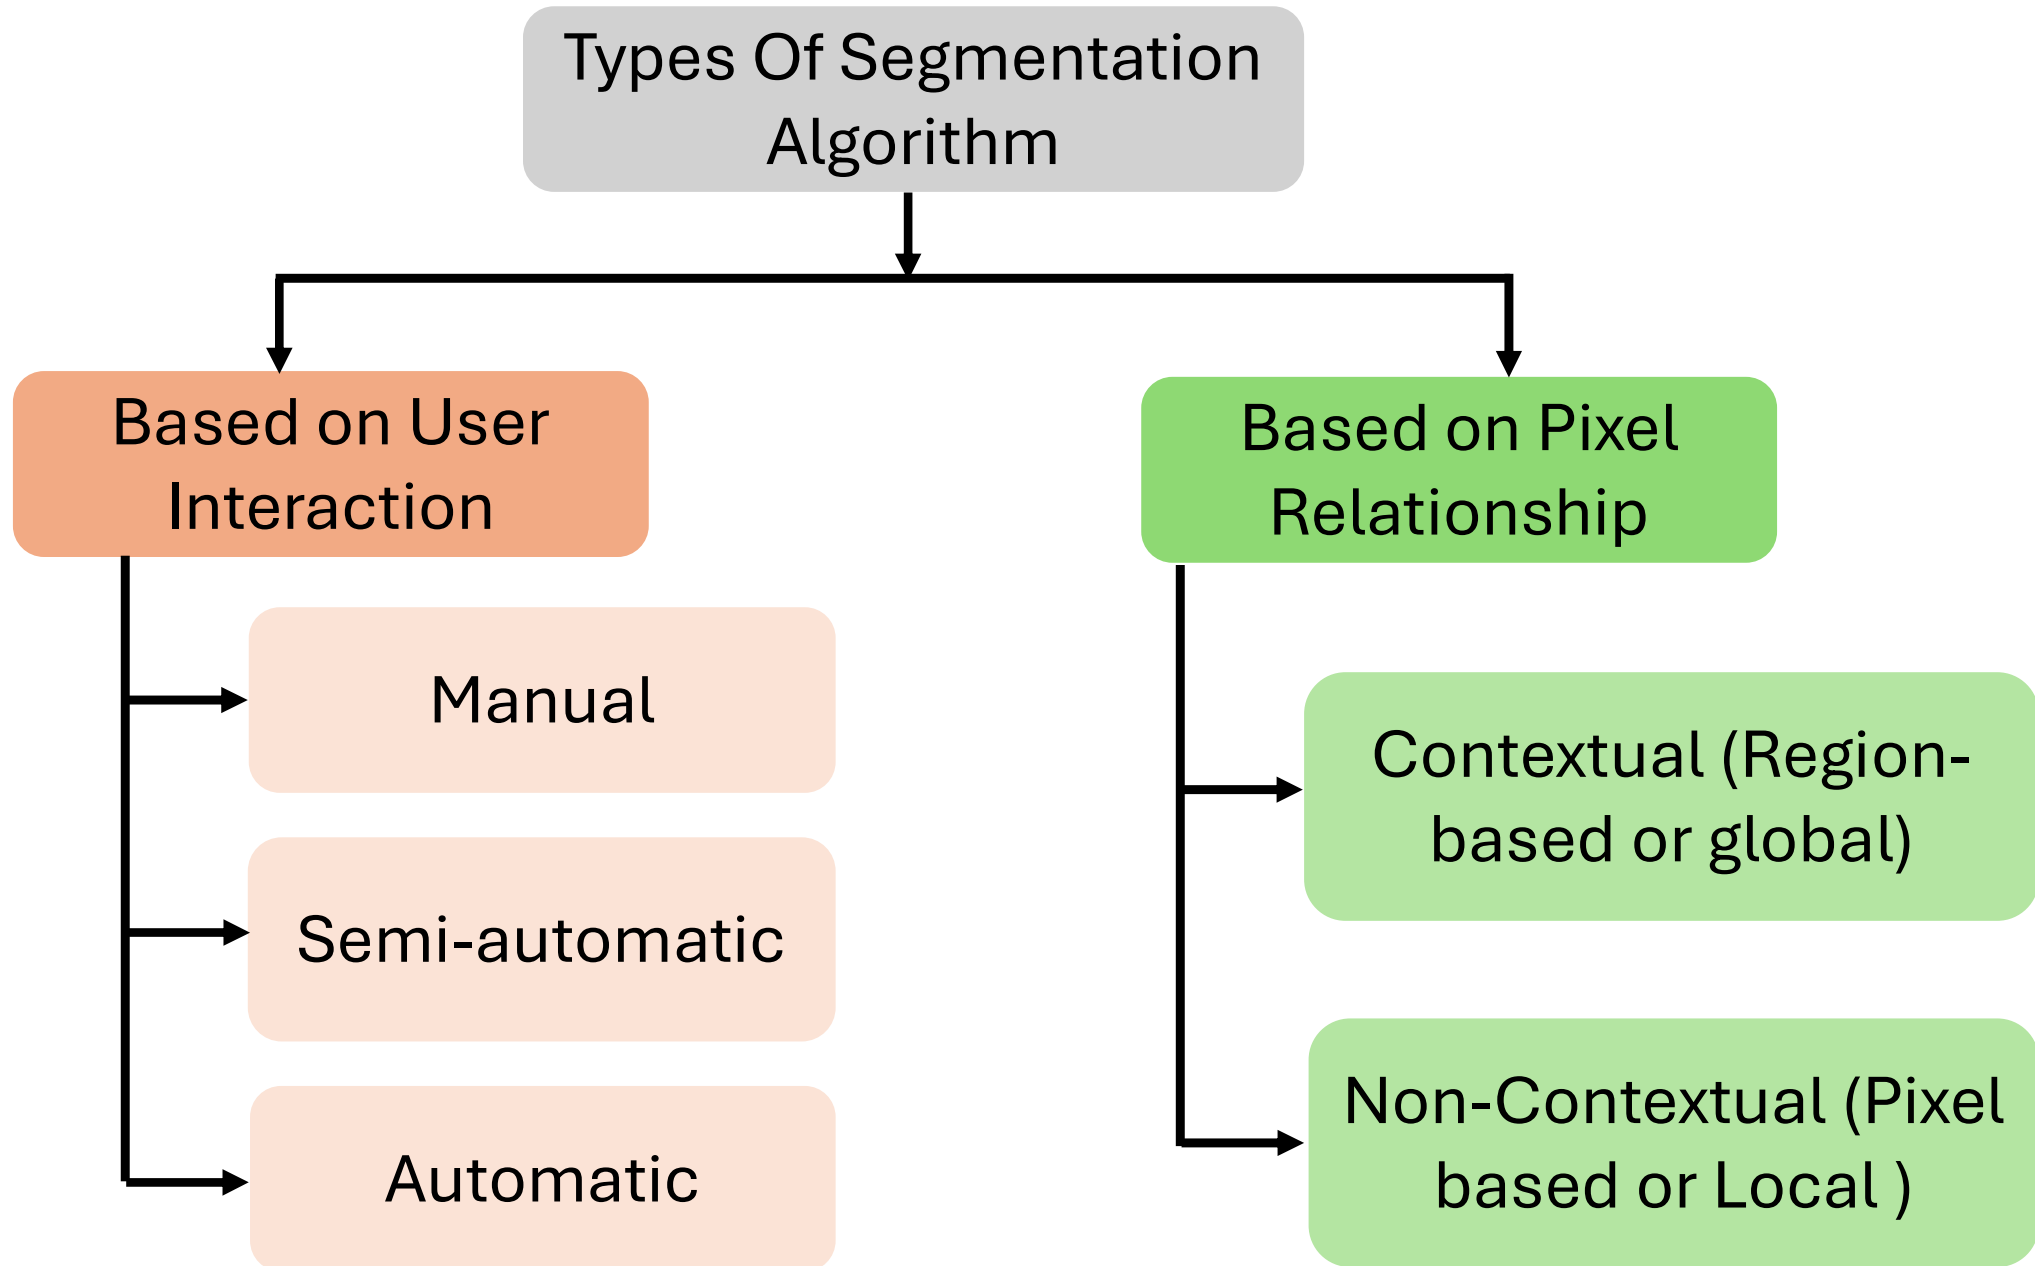 Types Of Segmentation
Algorithm
Based on User
Interaction
Manual
Semi-automatic
Automatic
Based on Pixel
Relationship
Contextual (Region-
based or global)
Non-Contextual (Pixel
based or Local )